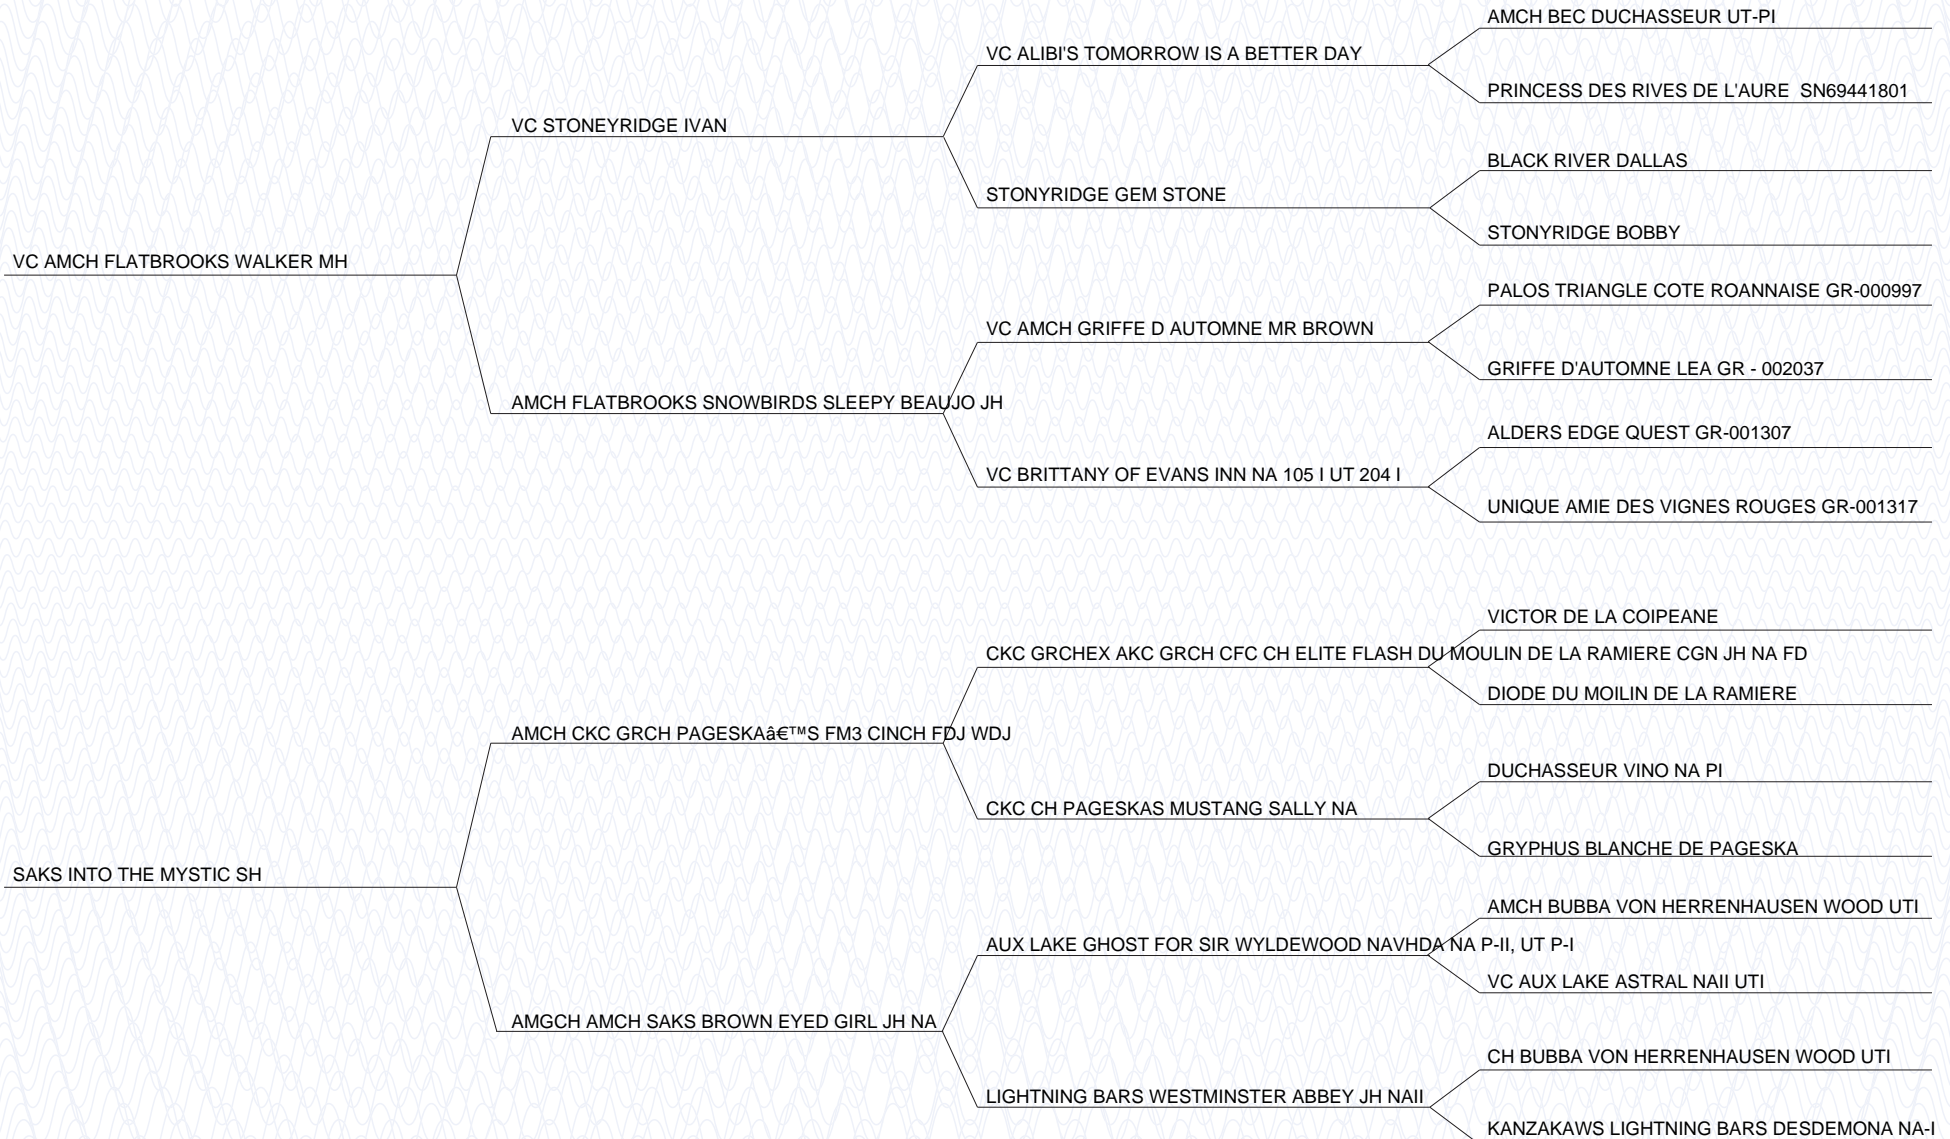 AMCH BEC DUCHASSEUR UT-PI
VC ALIBI'S TOMORROW IS A BETTER DAY
PRINCESS DES RIVES DE L'AURE  SN69441801
VC STONEYRIDGE IVAN
BLACK RIVER DALLAS
STONYRIDGE GEM STONE
STONYRIDGE BOBBY
VC AMCH FLATBROOKS WALKER MH
PALOS TRIANGLE COTE ROANNAISE GR-000997
VC AMCH GRIFFE D AUTOMNE MR BROWN
GRIFFE D'AUTOMNE LEA GR - 002037
AMCH FLATBROOKS SNOWBIRDS SLEEPY BEAUJO JH
ALDERS EDGE QUEST GR-001307
VC BRITTANY OF EVANS INN NA 105 I UT 204 I
UNIQUE AMIE DES VIGNES ROUGES GR-001317
VICTOR DE LA COIPEANE
CKC GRCHEX AKC GRCH CFC CH ELITE FLASH DU MOULIN DE LA RAMIERE CGN JH NA FD
DIODE DU MOILIN DE LA RAMIERE
AMCH CKC GRCH PAGESKAâ€™S FM3 CINCH FDJ WDJ
DUCHASSEUR VINO NA PI
CKC CH PAGESKAS MUSTANG SALLY NA
GRYPHUS BLANCHE DE PAGESKA
SAKS INTO THE MYSTIC SH
AMCH BUBBA VON HERRENHAUSEN WOOD UTI
AUX LAKE GHOST FOR SIR WYLDEWOOD NAVHDA NA P-II, UT P-I
VC AUX LAKE ASTRAL NAII UTI
AMGCH AMCH SAKS BROWN EYED GIRL JH NA
CH BUBBA VON HERRENHAUSEN WOOD UTI
LIGHTNING BARS WESTMINSTER ABBEY JH NAII
KANZAKAWS LIGHTNING BARS DESDEMONA NA-I